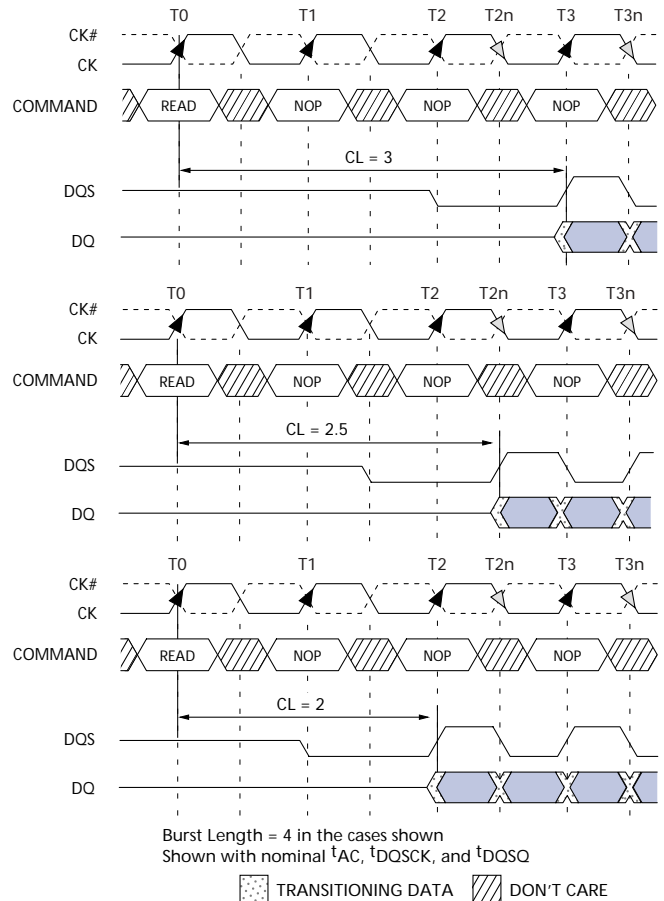 T0 T1 T2 T2n T3 T3n
CK#
CK
COMMAND READ NOP NOP NOP
CL = 3
DQS
DQ
T0 T1 T2 T2n T3 T3n
CK#
CK
COMMAND READ NOP NOP NOP
CL = 2.5
DQS
DQ
T0 T1 T2 T2n T3 T3n
CK#
CK
COMMAND READ NOP NOP NOP
CL = 2
DQS
DQ
Burst Length = 4 in the cases shown
Shown with nominal tAC, tDQSCK, and tDQSQ
TRANSITIONING DATA DON'T CARE